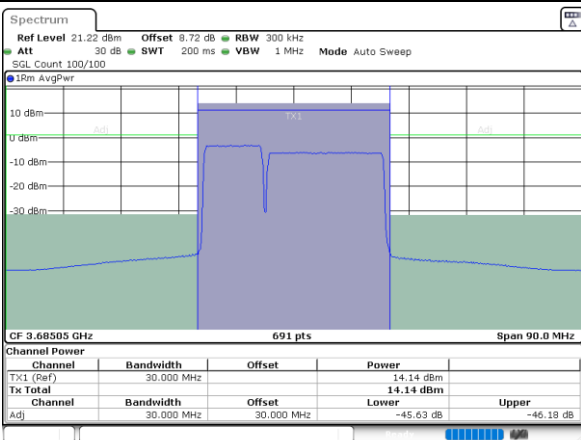 Spectrum
Ref Level 21.22 dBm Offset 8.72 dB RBW 300 kHz
Att 30 dB SWT 200 ms VBW 1 MHz Mode Auto Sweep
SGL Count 100/100
1Rm AvgPwr
10 dBm
TX1
Adj Adj
0 dBm
-10 dBm
-20 dBm
-30 dBm
CF 3.68505 GHz 691 pts Span 90.0 MHz
Channel Power
Channel Bandwidth Offset Power
TX1 (Ref) 30.000 MHz 14.14 dBm
Tx Total 14.14 dBm
Channel Bandwidth Offset Lower Upper
Adj 30.000 MHz 30.000 MHz -45.63 dB -46.18 dB